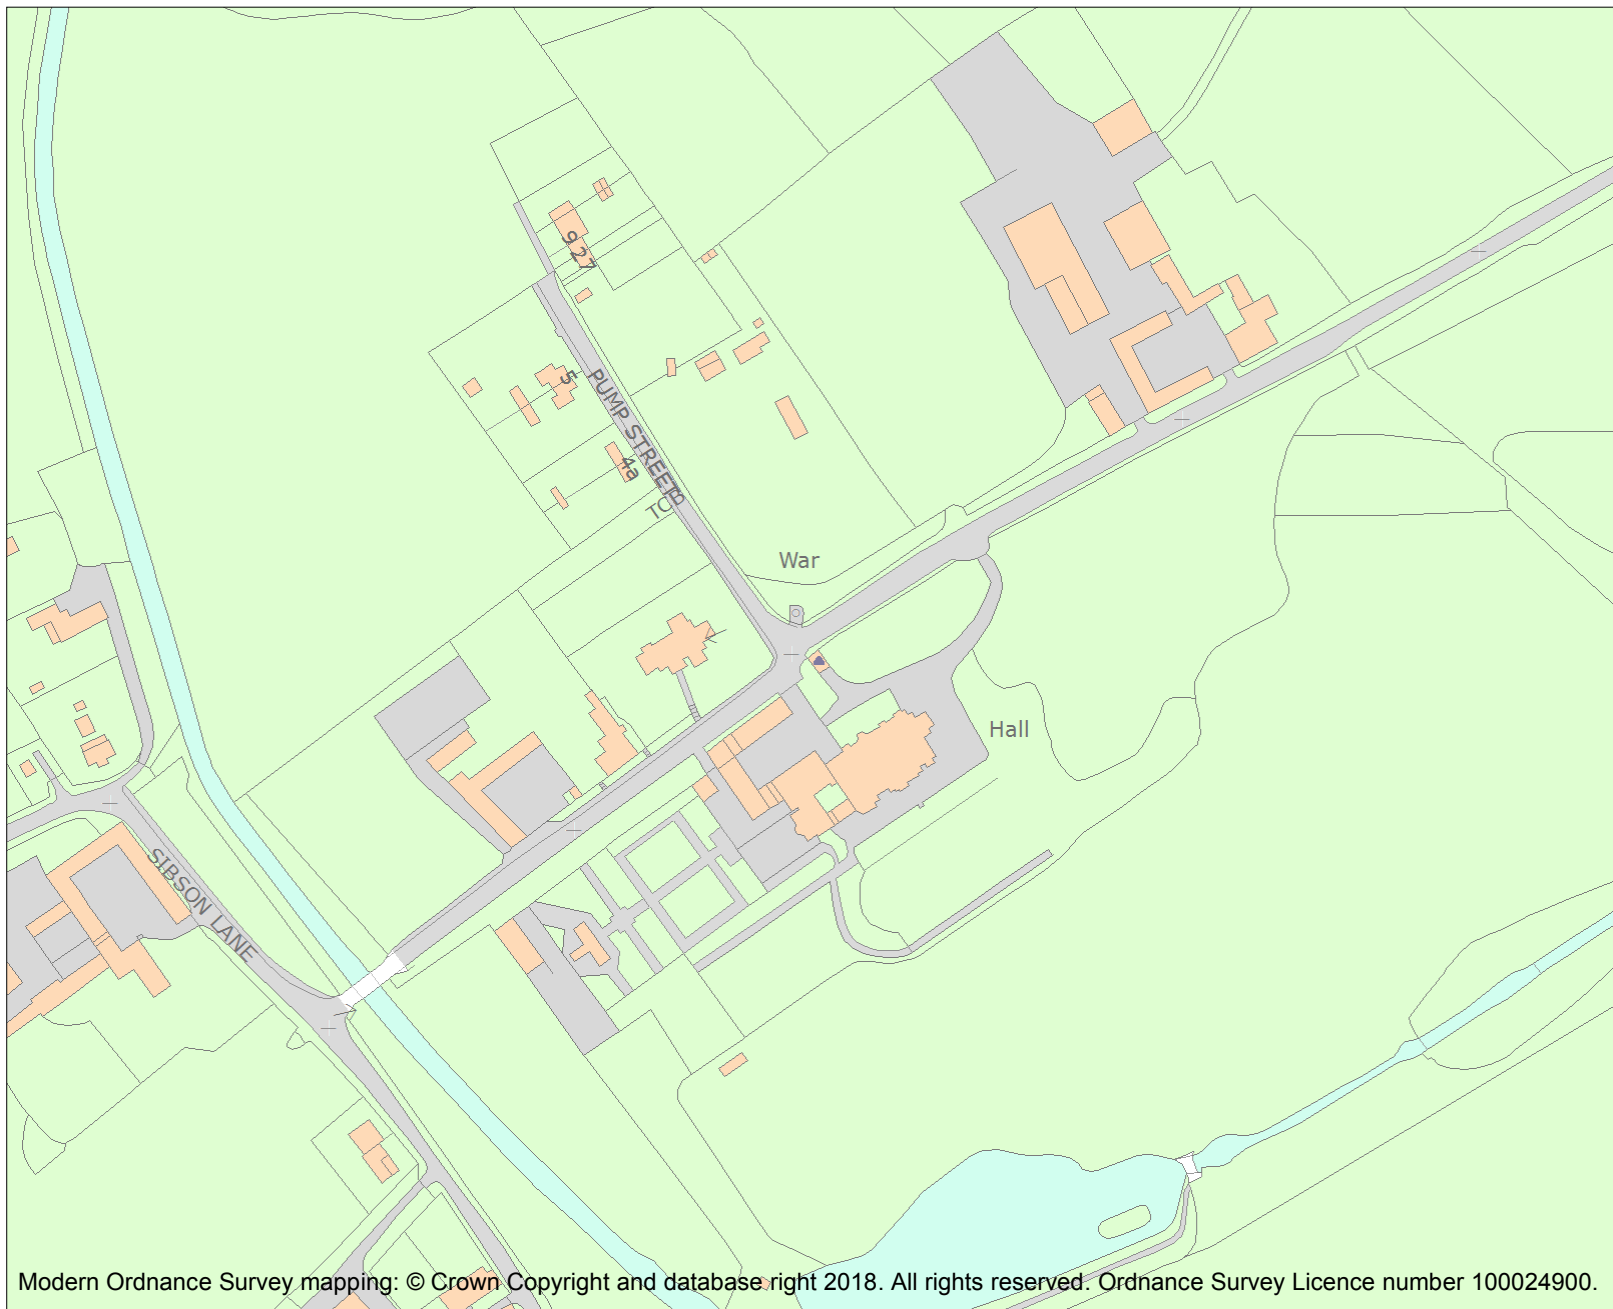 9 27
5
PUMP STREET
4a
TCB
War
Hall
SIBSON LANE
Modern Ordnance Survey mapping: © Crown Copyright and database right 2018. All rights reserved. Ordnance Survey Licence number 100024900.